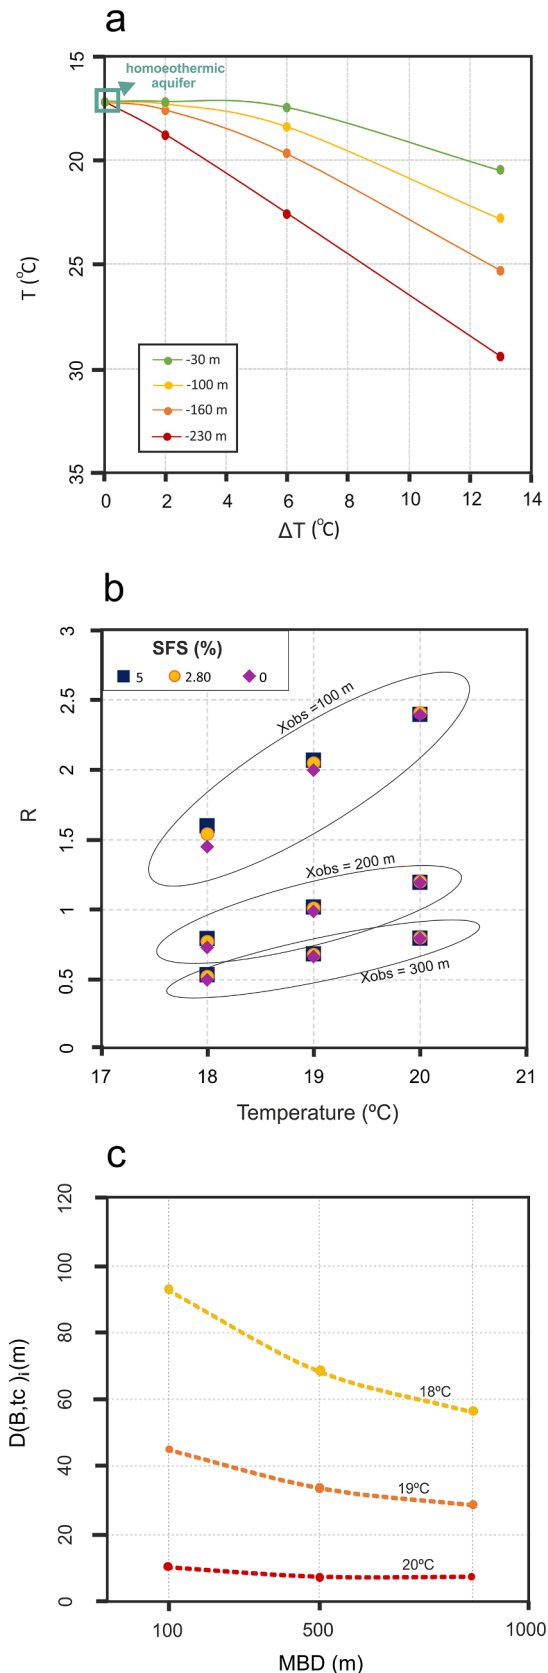 a
homoeothermic
aquifer
15
20
25
30
35
T (°C)
-30 m
-100 m
-160 m
-230 m
0 2 4 6 8 10 12 14
ΔT (°C)
b
3
2.5
2
1.5
1
0.5
0
R
SFS (%)
5 2.80 0
Xobs =100 m
Xobs = 200 m
Xobs = 300 m
17 18 19 20 21
Temperature (ºC)
c
120
100
80
60
40
20
0
D(B,tc )i(m)
18ºC
19ºC
20ºC
100 500 1000
MBD (m)